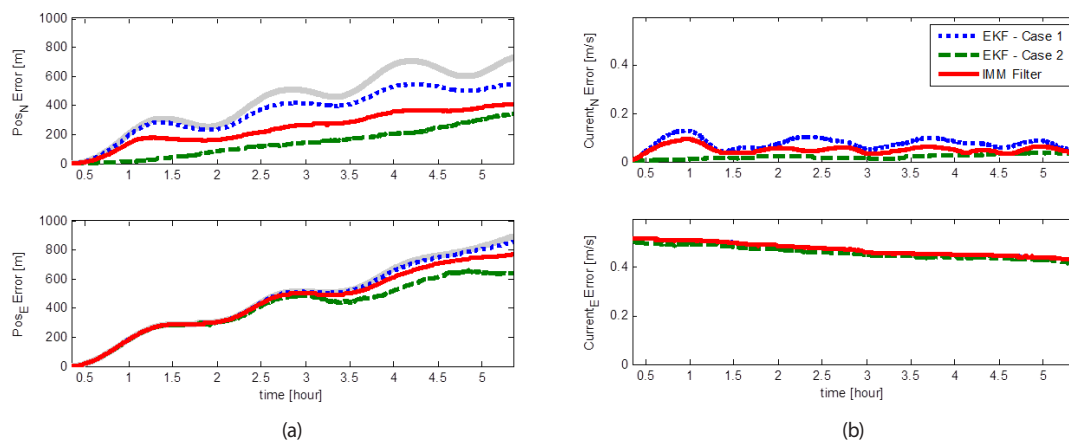 1000
800
600
400
200
0
Pos_N Error [m]
0.5 1 1.5 2 2.5 3 3.5 4 4.5 5
1000
800
600
400
200
0
Pos_E Error [m]
0.5 1 1.5 2 2.5 3 3.5 4 4.5 5
time [hour]
(a)
0.4
0.2
0
Current_N Error [m/s]
EKF - Case 1
EKF - Case 2
IMM Filter
0.5 1 1.5 2 2.5 3 3.5 4 4.5 5
0.4
0.2
0
Current_E Error [m/s]
0.5 1 1.5 2 2.5 3 3.5 4 4.5 5
time [hour]
(b)